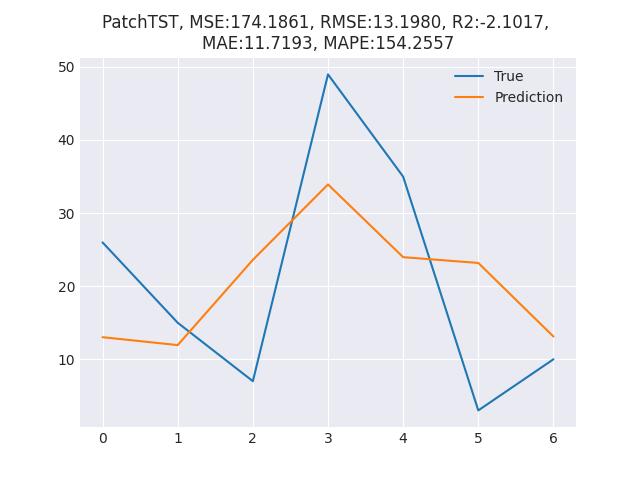 PatchTST, MSE:174.1861, RMSE:13.1980, R2:-2.1017,
MAE:11.7193, MAPE:154.2557
True
Prediction
50
40
30
20
10
0 1 2 3 4 5 6